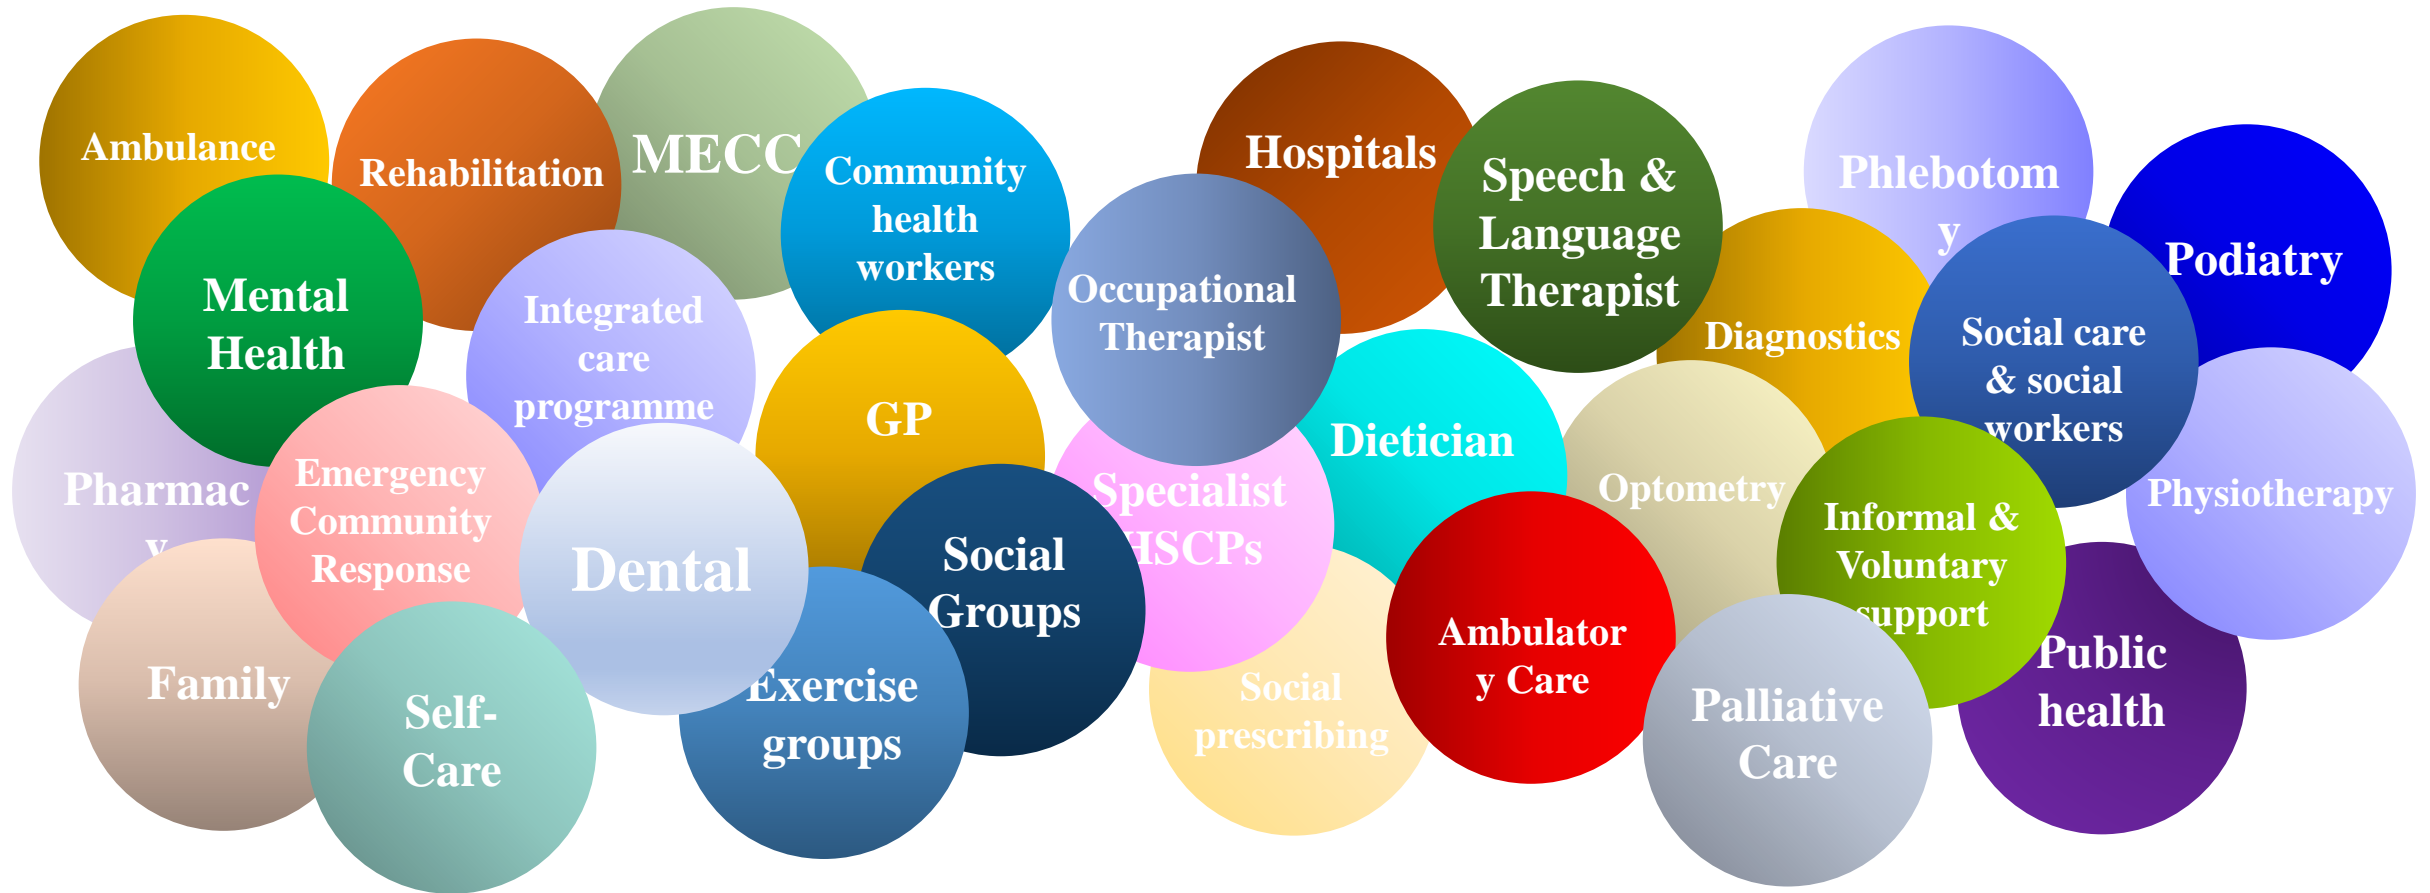 Ambulance
Rehabilitation
MECC
Community
health
workers
Hospitals
Speech &
Language
Therapist
Phlebotom
y
Podiatry
Mental
Health
Integrated
care
programme
Occupational
Therapist
Diagnostics
Social care
& social
workers
Pharmac
y
Emergency
Community
Response
GP
Dietician
Specialist
HSCPs
Optometry
Informal &
Voluntary
support
Physiotherapy
Dental
Social
Groups
Family
Self-
Care
Exercise
groups
Social
prescribing
Ambulator
y Care
Palliative
Care
Public
health